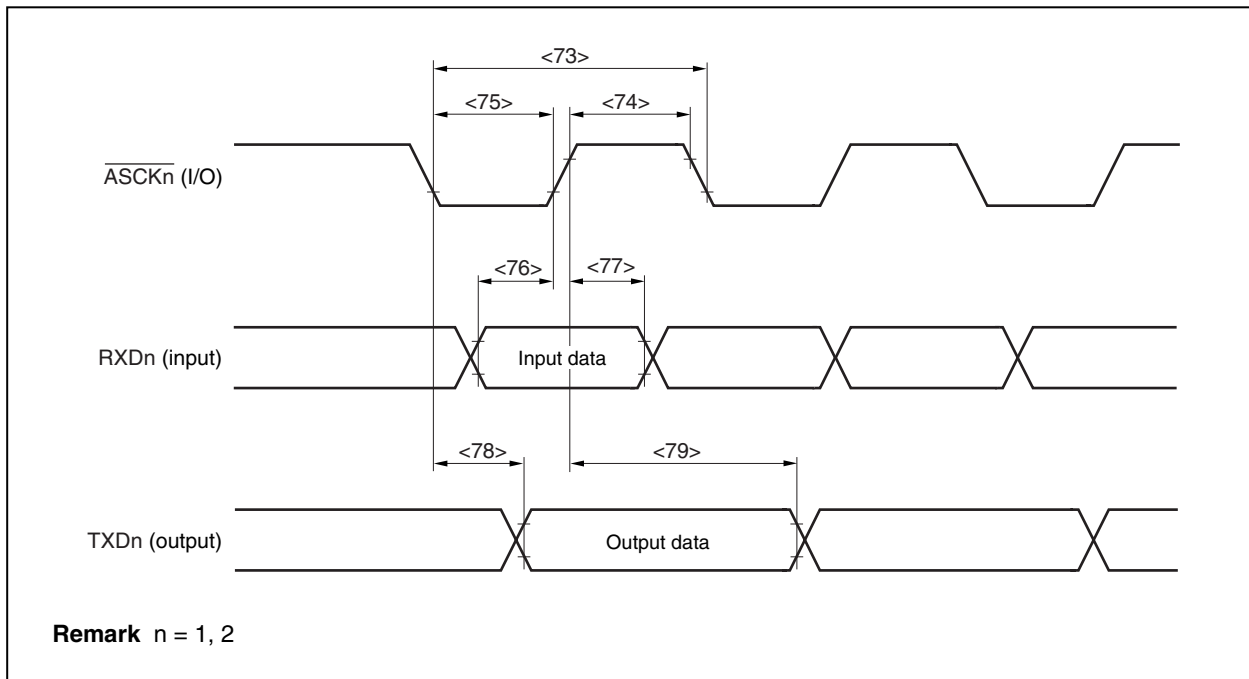 <73>
<75> <74>
ASCKn (I/O)
<76> <77>
RXDn (input) Input data
<78> <79>
TXDn (output) Output data
Remark n = 1, 2